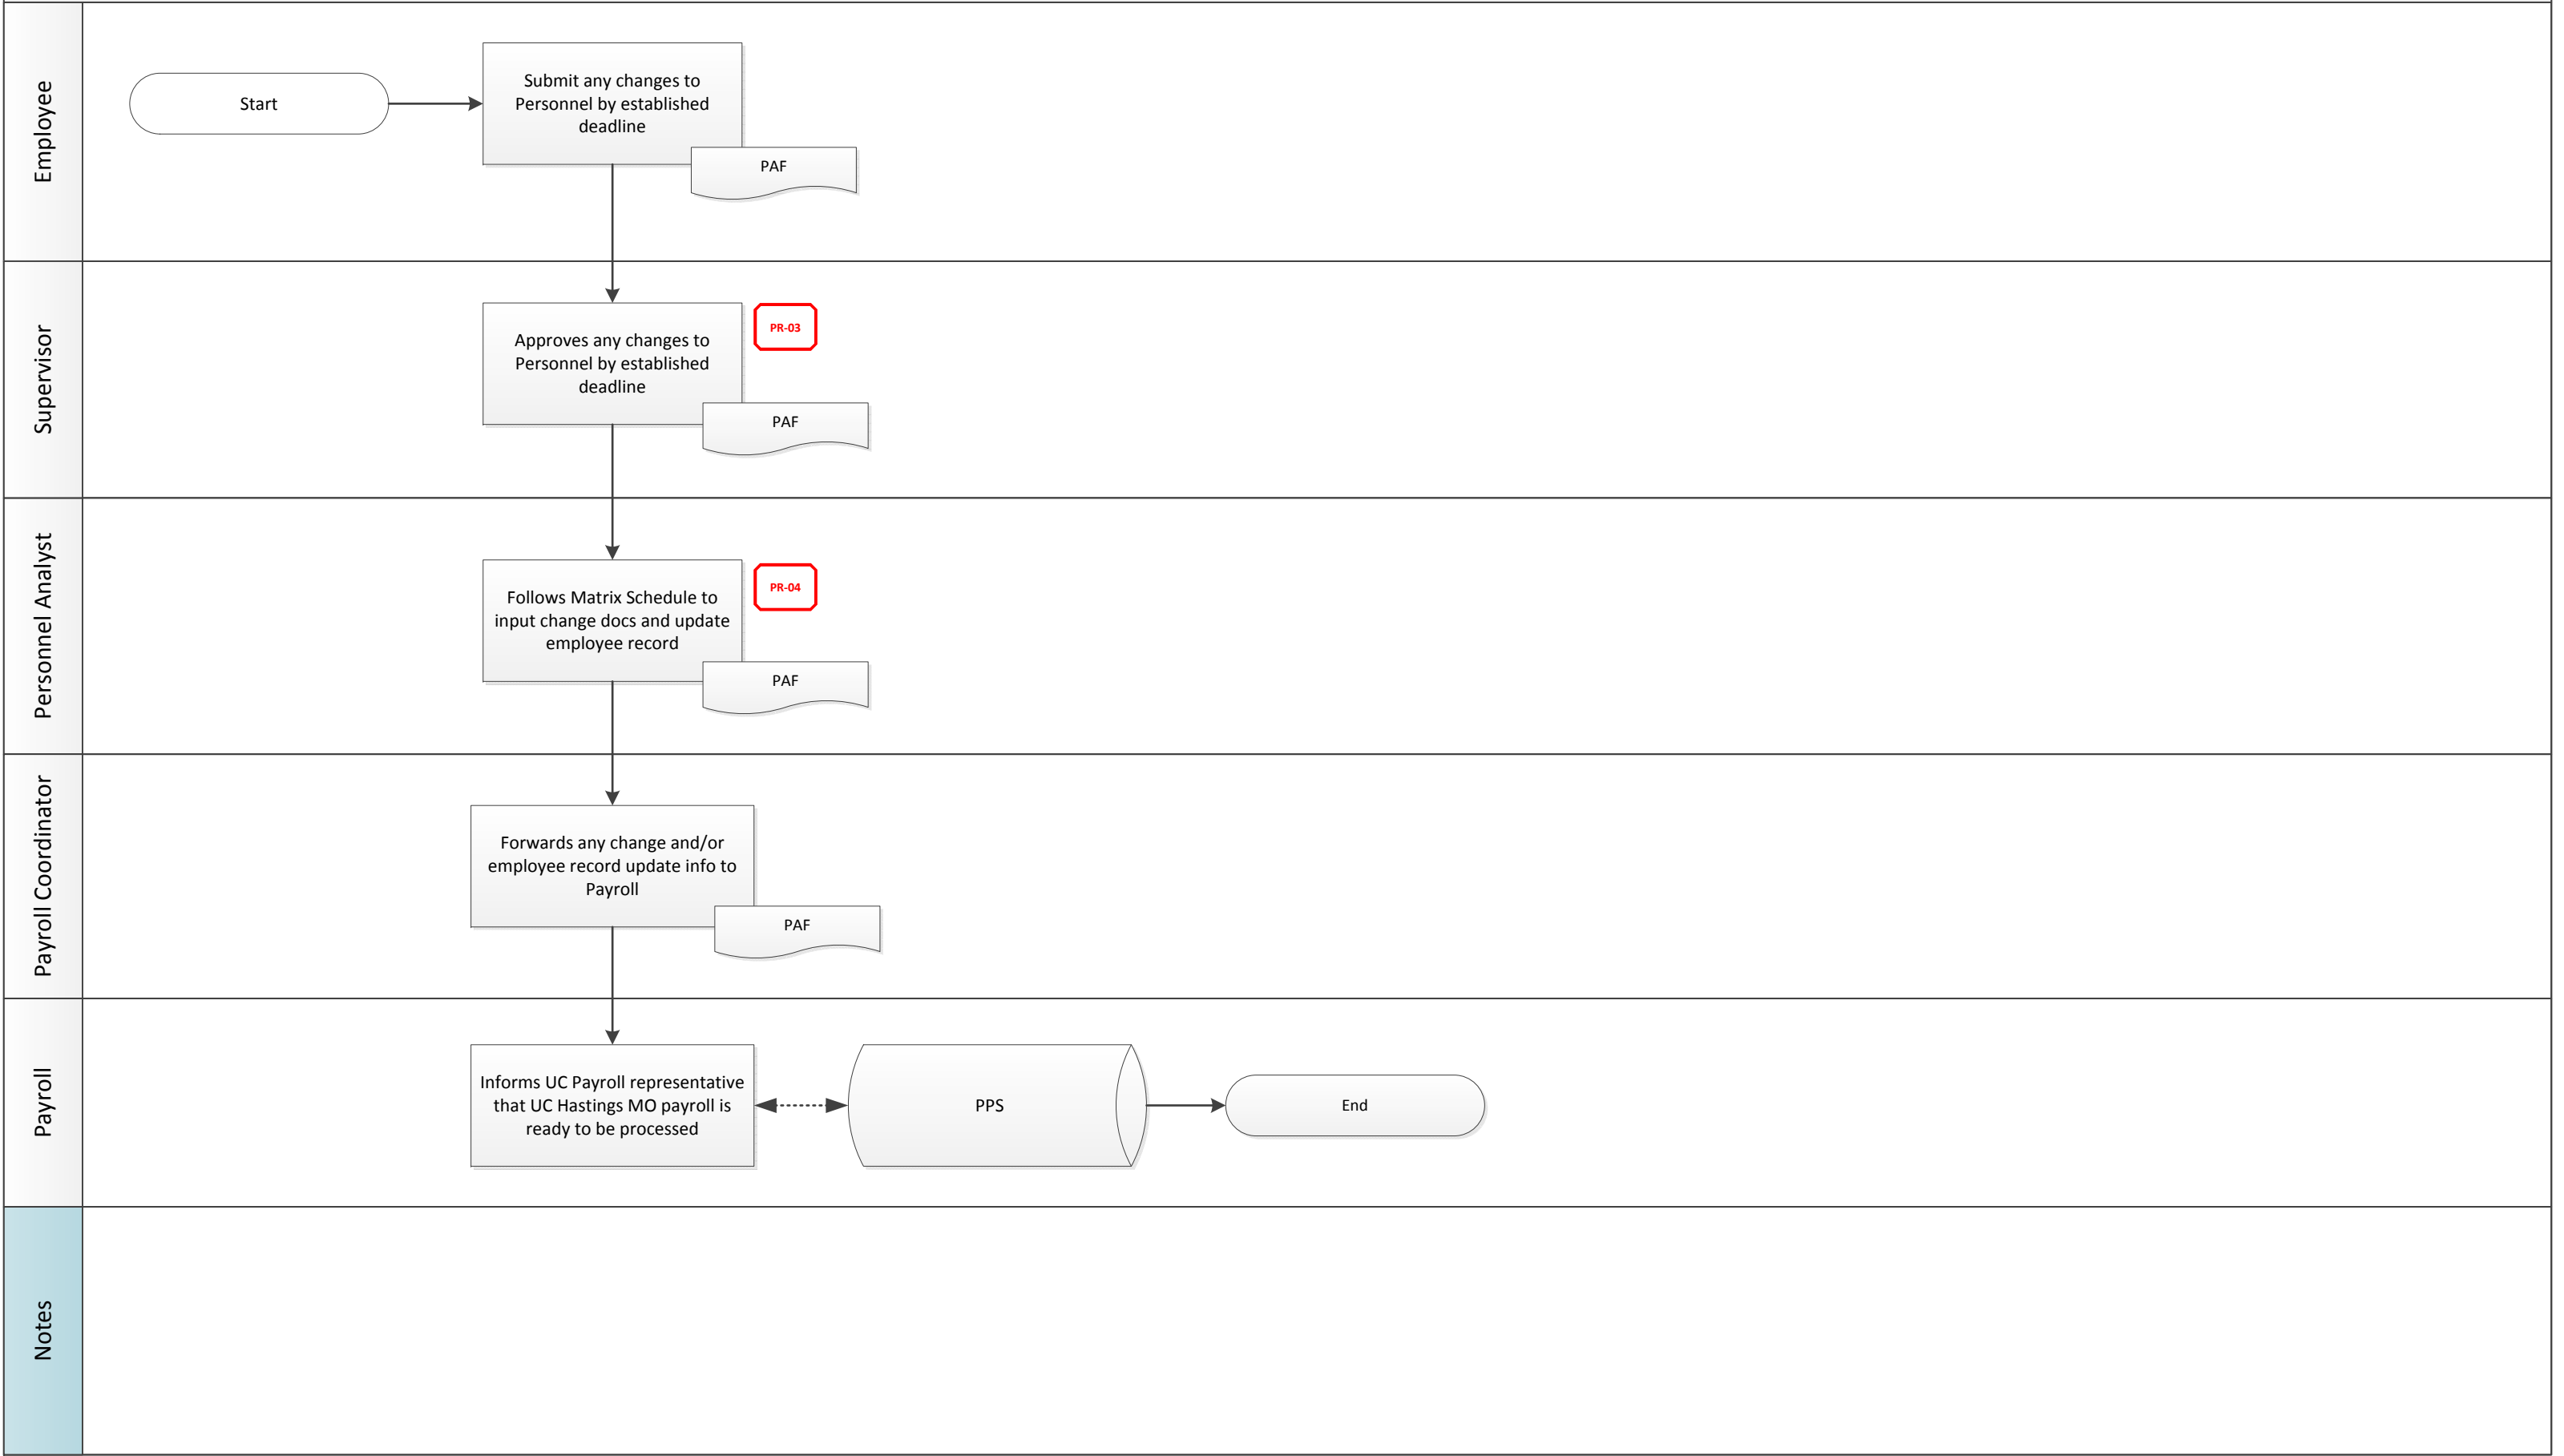 Employee
Start
Submit any changes to
Personnel by established
deadline
PAF
Supervisor
Approves any changes to
Personnel by established
deadline
PR-03
PAF
Personnel Analyst
Follows Matrix Schedule to
input change docs and update
employee record
PR-04
PAF
Payroll Coordinator
Forwards any change and/or
employee record update info to
Payroll
PAF
Payroll
Informs UC Payroll representative
that UC Hastings MO payroll is
ready to be processed
PPS
End
Notes